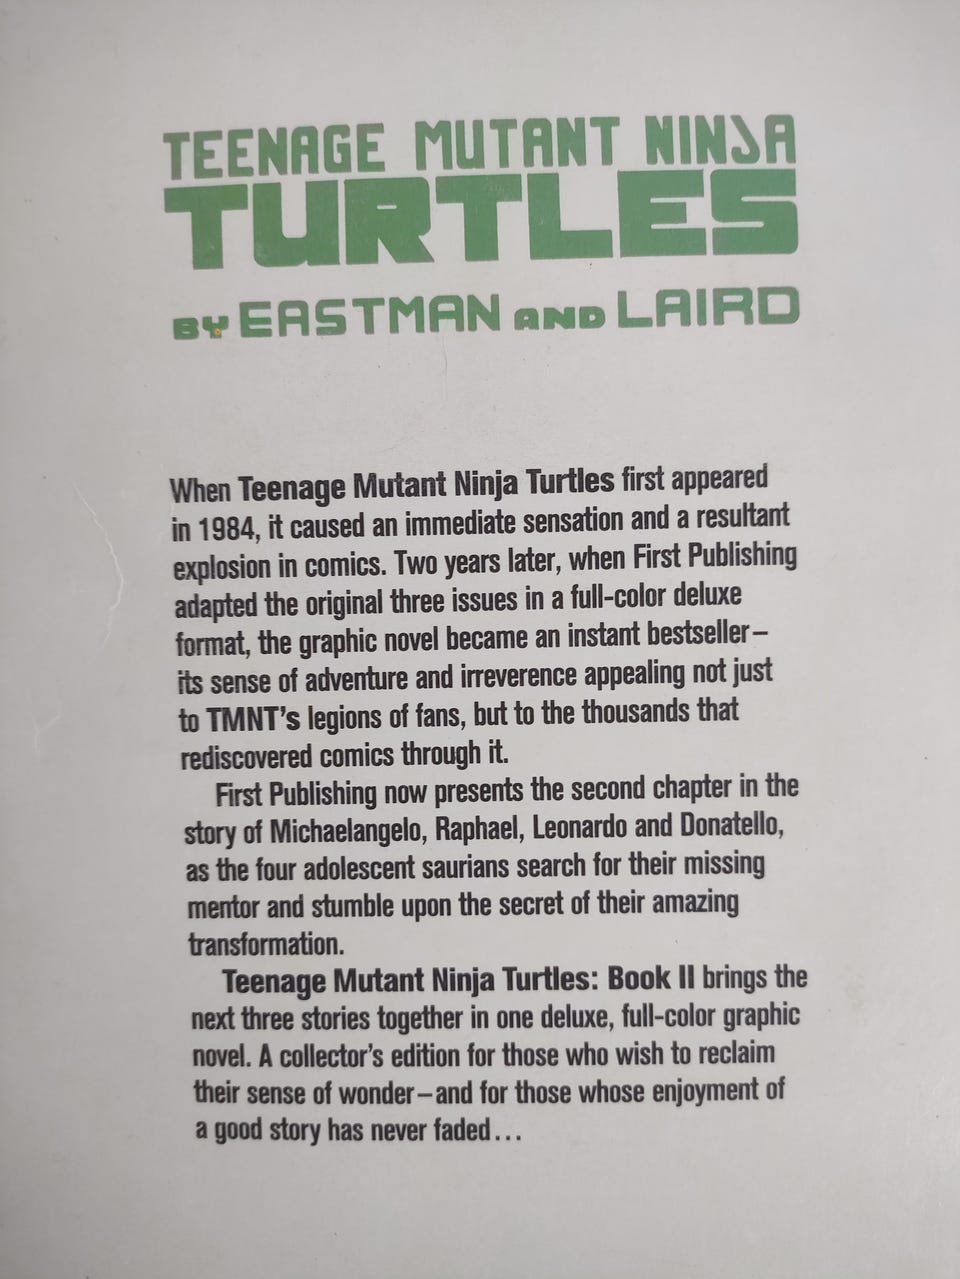 TEENAGE MUTANT NINJA
TURTLES
BY EASTMAN AND LAIRD
When Teenage Mutant Ninja Turtles first appeared
in 1984, it caused an immediate sensation and a resultant
explosion in comics. Two years later, when First Publishing
adapted the original three issues in a full-color deluxe
format, the graphic novel became an instant bestseller–
its sense of adventure and irreverence appealing not just
to TMNT's legions of fans, but to the thousands that
rediscovered comics through it.
First Publishing now presents the second chapter in the
story of Michaelangelo, Raphael, Leonardo and Donatello,
as the four adolescent saurians search for their missing
mentor and stumble upon the secret of their amazing
transformation.
Teenage Mutant Ninja Turtles: Book II brings the
next three stories together in one deluxe, full-color graphic
novel. A collector's edition for those who wish to reclaim
their sense of wonder–and for those whose enjoyment of
a good story has never faded...